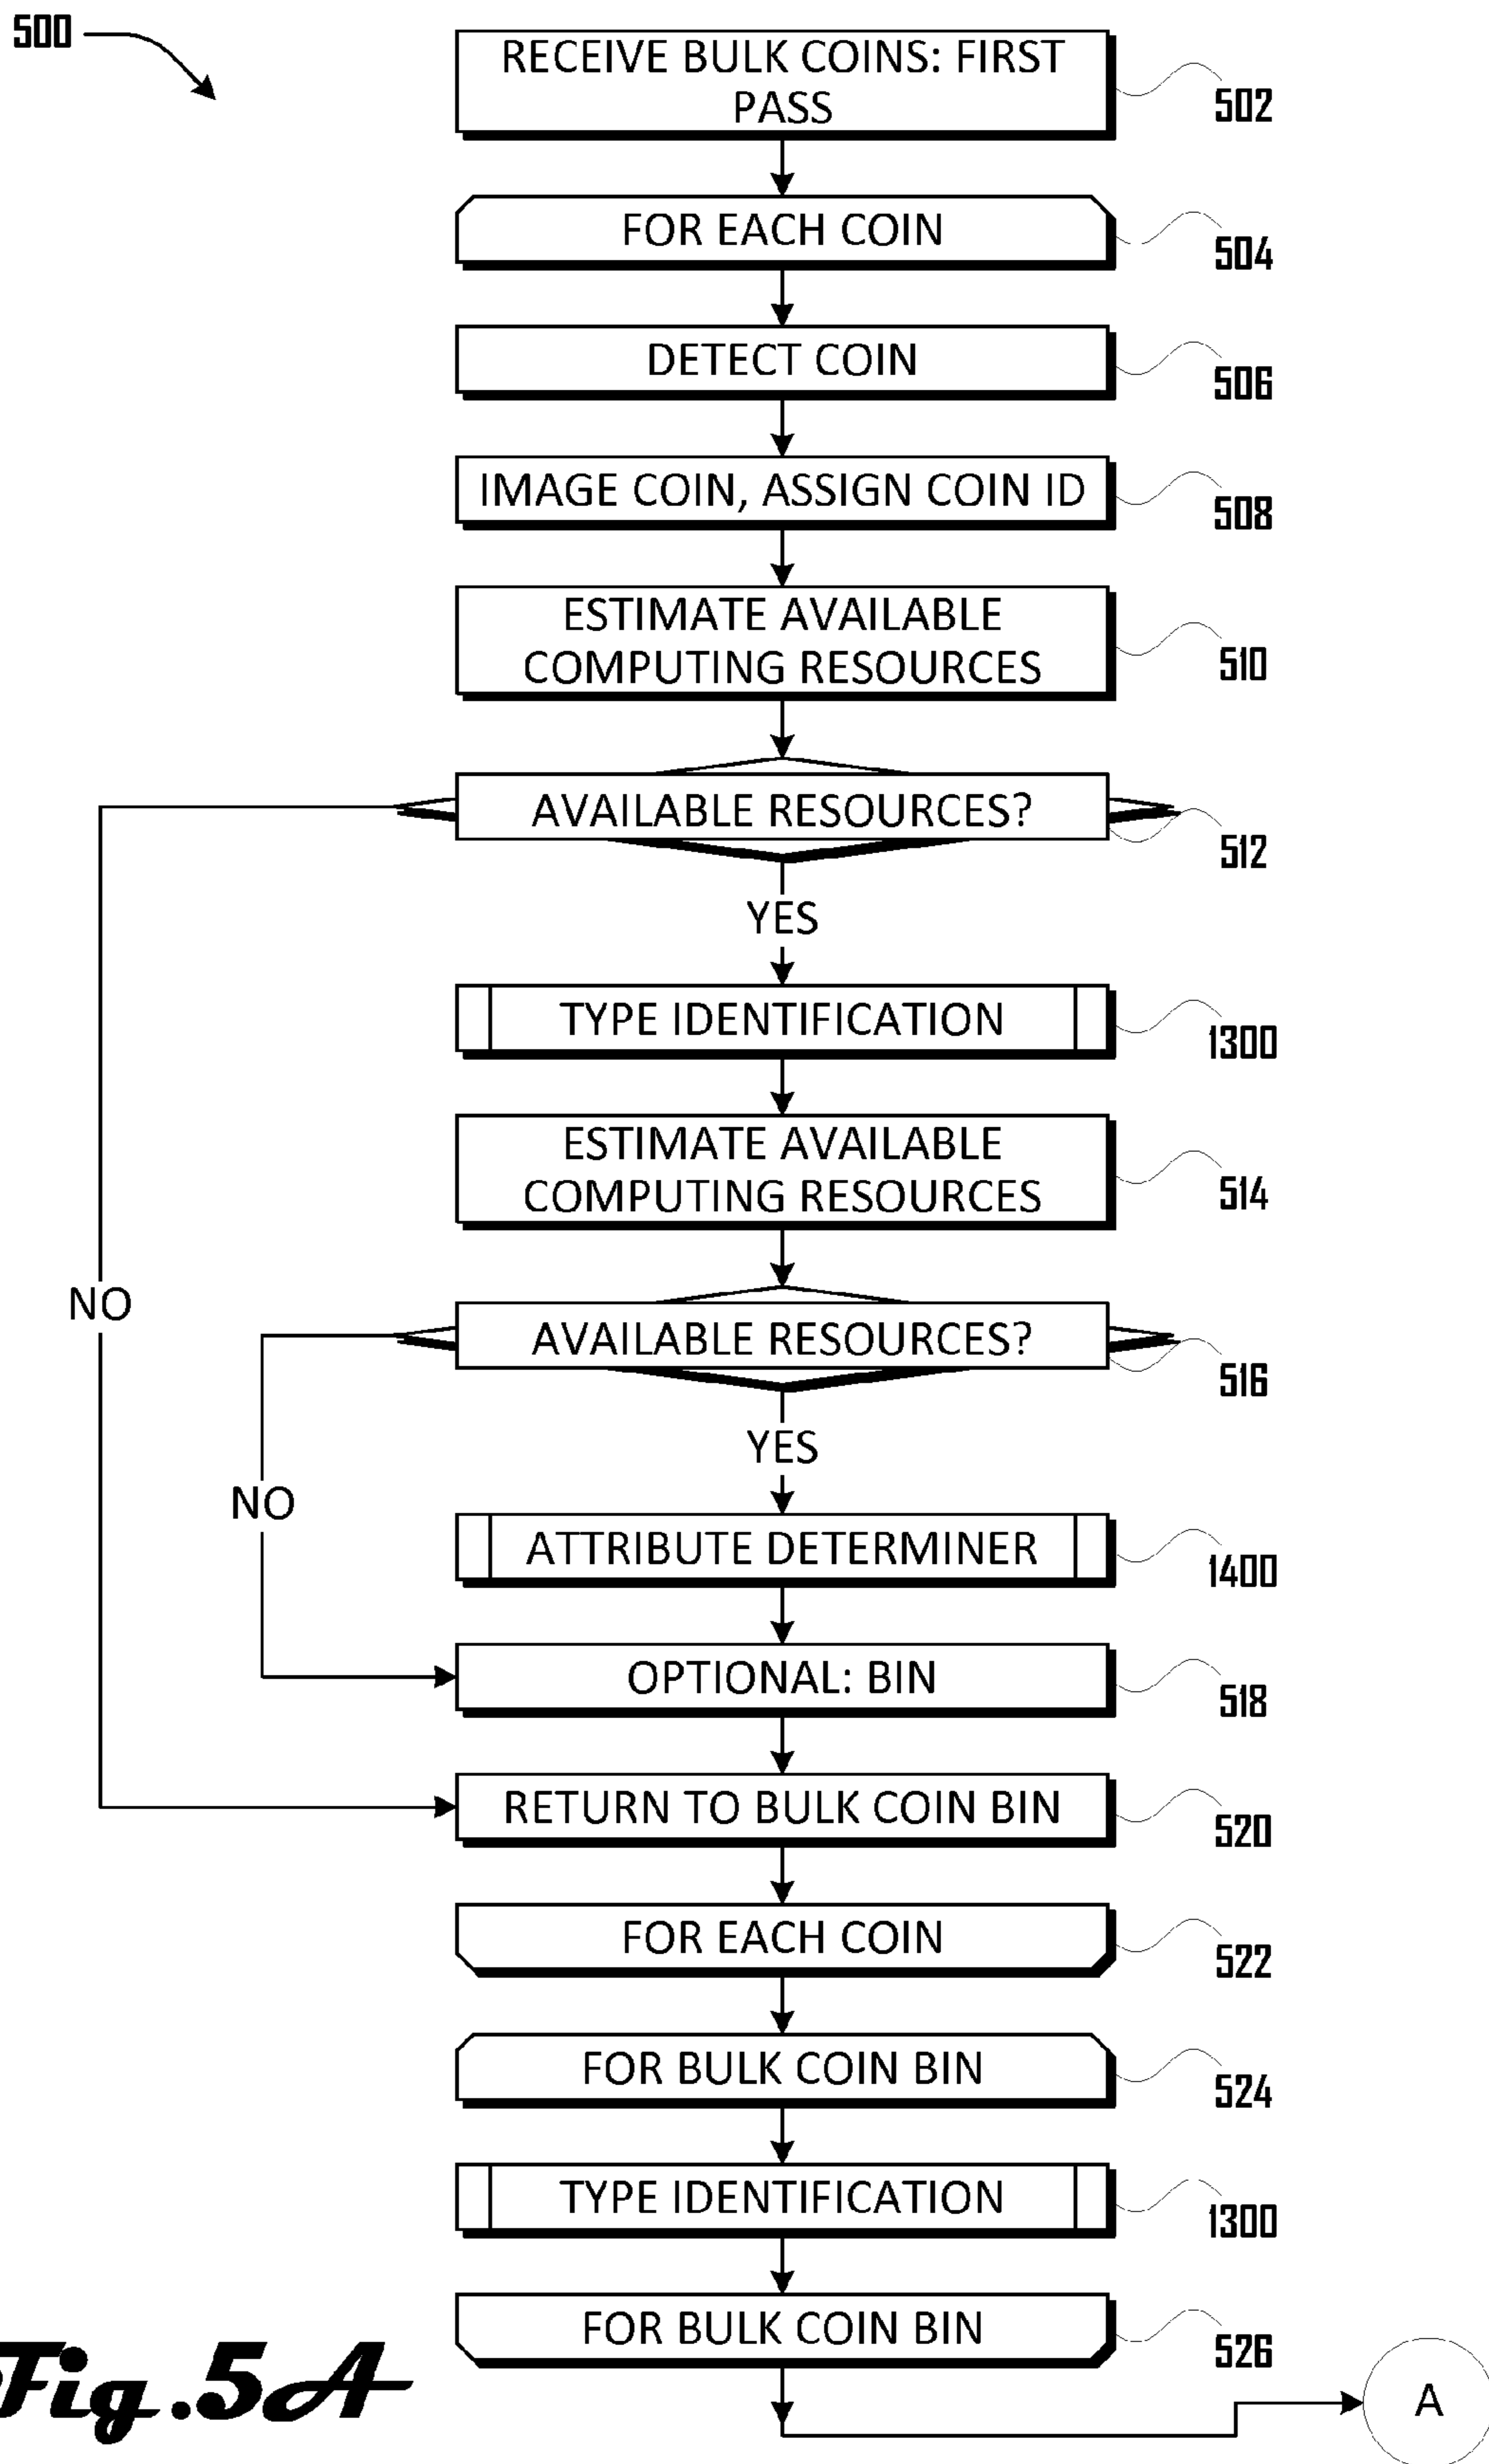 500
RECEIVE BULK COINS: FIRST
PASS
502
FOR EACH COIN
504
DETECT COIN
506
IMAGE COIN, ASSIGN COIN ID
508
ESTIMATE AVAILABLE
COMPUTING RESOURCES
510
AVAILABLE RESOURCES?
512
YES
TYPE IDENTIFICATION
1300
ESTIMATE AVAILABLE
COMPUTING RESOURCES
514
NO
AVAILABLE RESOURCES?
516
YES
NO
ATTRIBUTE DETERMINER
1400
OPTIONAL: BIN
518
RETURN TO BULK COIN BIN
520
FOR EACH COIN
522
FOR BULK COIN BIN
524
TYPE IDENTIFICATION
1300
FOR BULK COIN BIN
526
A
Fig.5A